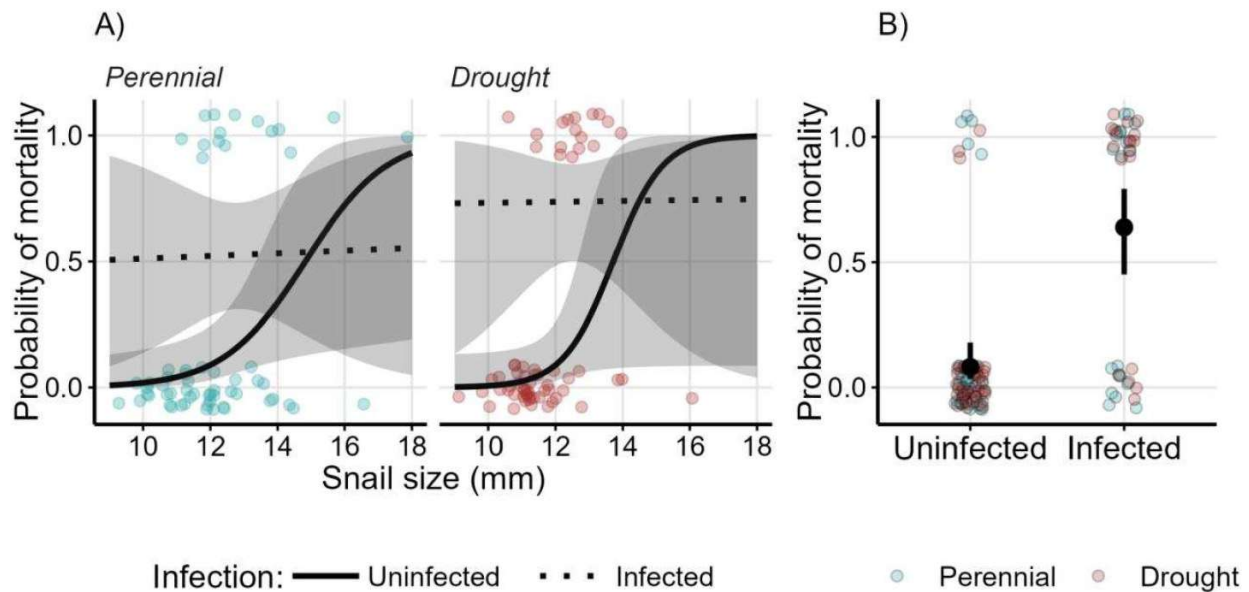 A)
B)
Perennial
Drought
Probability of mortality
1.0
0.5
0.0
10 12 14 16 18
10 12 14 16 18
Snail size (mm)
Probability of mortality
1.0
0.5
0.0
Uninfected Infected
Infection: Uninfected Infected
Perennial Drought